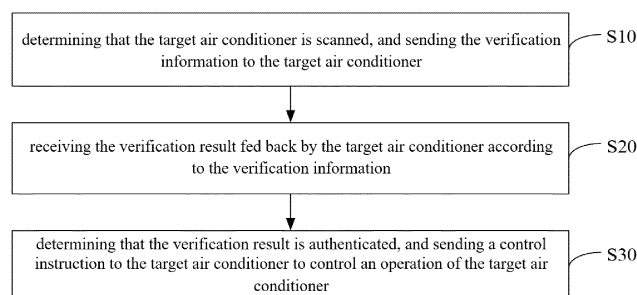 determining that the target air conditioner is scanned, and sending the verification
information to the target air conditioner
S10
receiving the verification result fed back by the target air conditioner according
to the verification information
S20
determining that the verification result is authenticated, and sending a control
instruction to the target air conditioner to control an operation of the target air
conditioner
S30